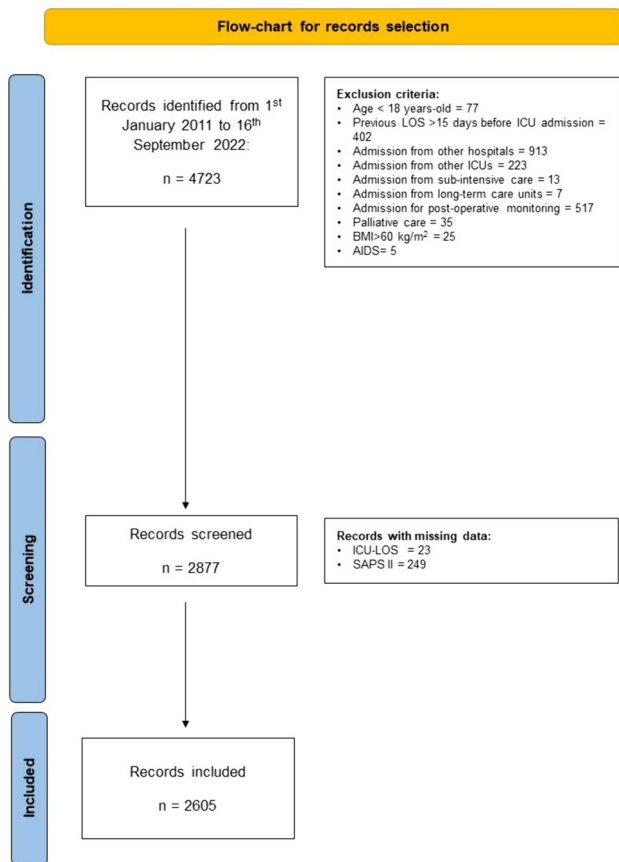 Flow-chart for records selection
Identification
Records identified from 1st
January 2011 to 16th
September 2022:
n = 4723
Exclusion criteria:
• Age < 18 years-old = 77
• Previous LOS >15 days before ICU admission =
402
• Admission from other hospitals = 913
• Admission from other ICUs = 223
• Admission from sub-intensive care = 13
• Admission from long-term care units = 7
• Admission for post-operative monitoring = 517
• Palliative care = 35
• BMI>60 kg/m² = 25
• AIDS= 5
Screening
Records screened
n = 2877
Records with missing data:
• ICU-LOS = 23
• SAPS II = 249
Included
Records included
n = 2605